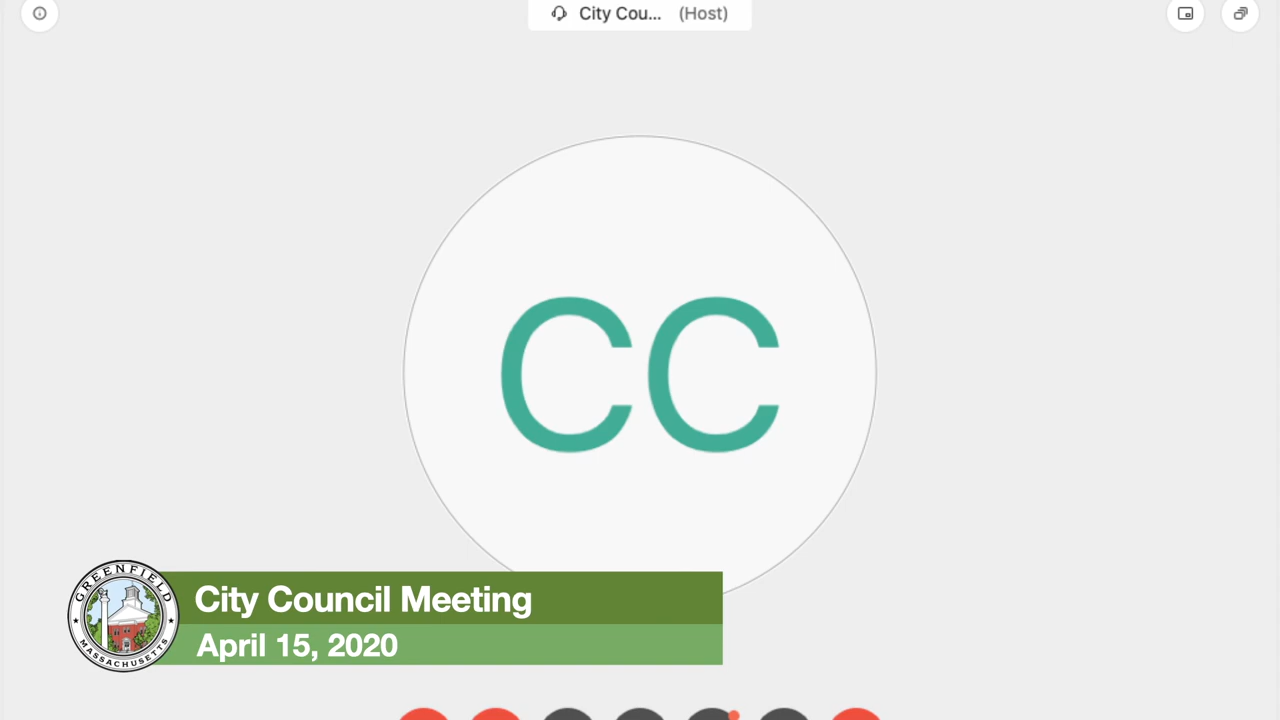 City Cou... (Host)
CC
GREENFIELD
MASSACHUSETTS
City Council Meeting
April 15, 2020